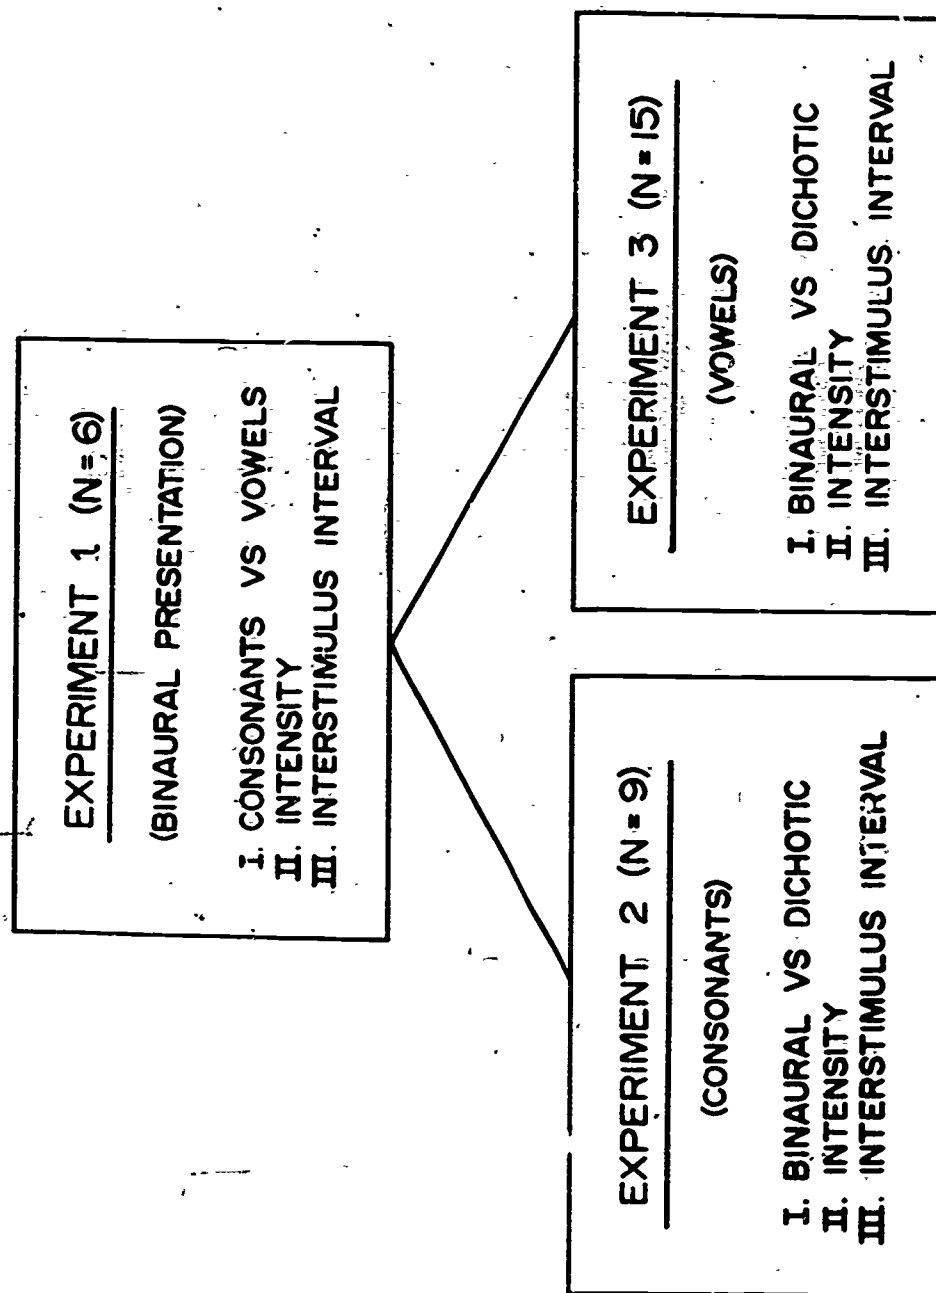 EXPERIMENT 1 (N=6)
(BINAURAL PRESENTATION)
I. CONSONANTS VS VOWELS
II. INTENSITY
III. INTERSTIMULUS INTERVAL
EXPERIMENT 2 (N=9)
(CONSONANTS)
I. BINAURAL VS DICHOTIC
II. INTENSITY
III. INTERSTIMULUS INTERVAL
EXPERIMENT 3 (N=15)
(VOWELS)
I. BINAURAL VS DICHOTIC
II. INTENSITY
III. INTERSTIMULUS INTERVAL